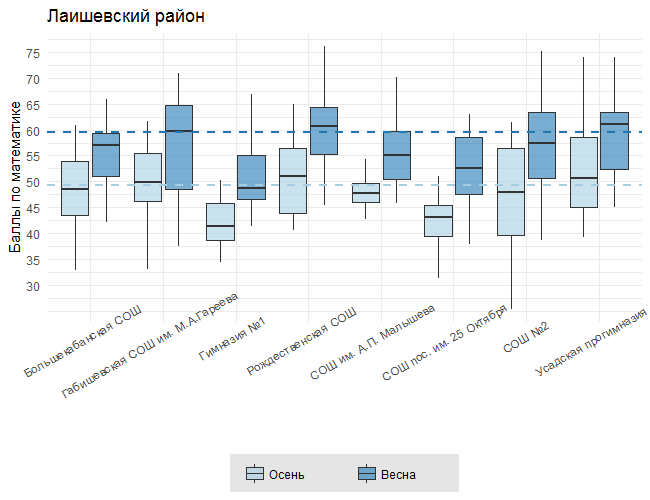 Лаишевский район
Баллы по математике
75
70
65
60
55
50
45
40
35
30
Большекабанская СОШ
Габишевская СОШ им. М.А.Гареева
Гимназия №1
Рождественская СОШ
СОШ им. А.П. Малышева
СОШ пос. им. 25 Октября
СОШ №2
Усадская прогимназия
Осень
Весна